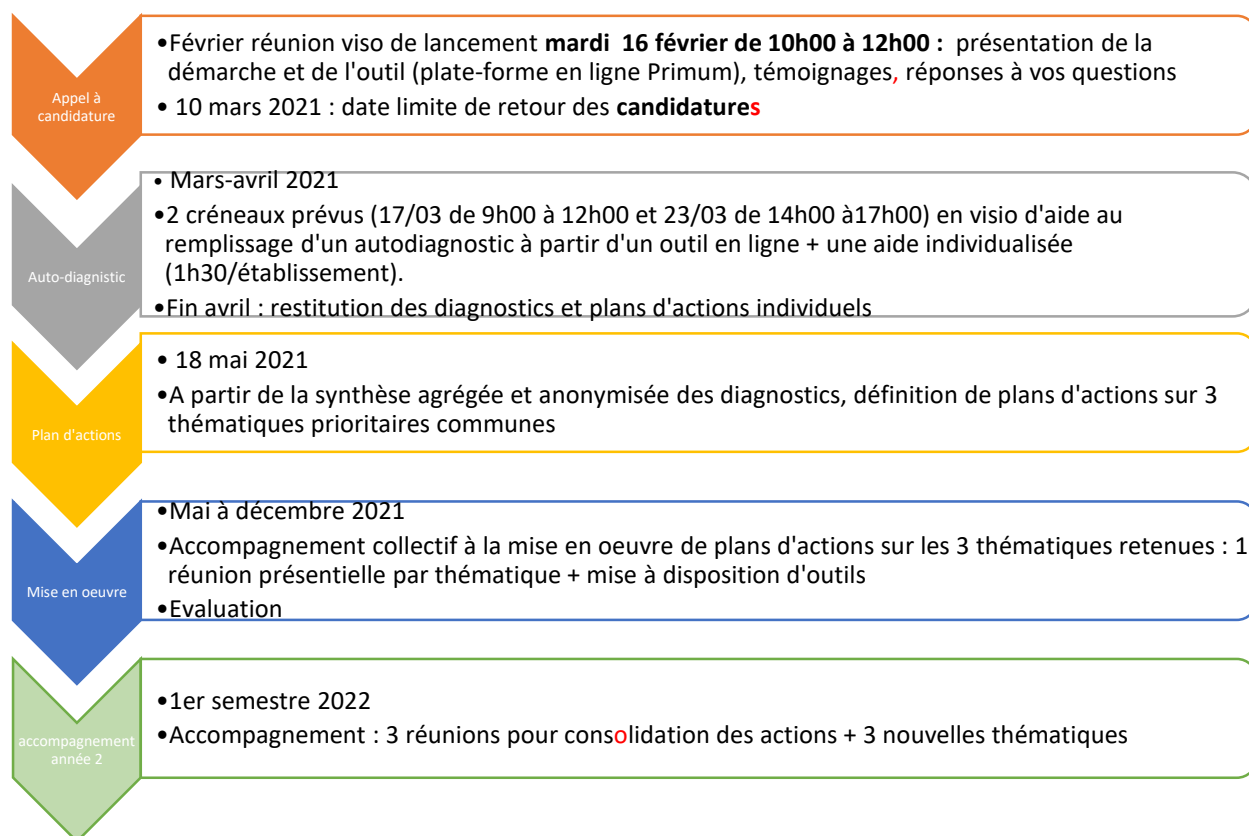 Appel à
candidature
•Février réunion viso de lancement mardi  16 février de 10h00 à 12h00 :  présentation de la
démarche et de l'outil (plate-forme en ligne Primum), témoignages, réponses à vos questions
• 10 mars 2021 : date limite de retour des candidatures
Auto-diagnistic
• Mars-avril 2021
•2 créneaux prévus (17/03 de 9h00 à 12h00 et 23/03 de 14h00 à17h00) en visio d'aide au
remplissage d'un autodiagnostic à partir d'un outil en ligne + une aide individualisée
(1h30/établissement).
•Fin avril : restitution des diagnostics et plans d'actions individuels
Plan d'actions
• 18 mai 2021
•A partir de la synthèse agrégée et anonymisée des diagnostics, définition de plans d'actions sur 3
thématiques prioritaires communes
Mise en oeuvre
•Mai à décembre 2021
•Accompagnement collectif à la mise en oeuvre de plans d'actions sur les 3 thématiques retenues : 1
réunion présentielle par thématique + mise à disposition d'outils
•Evaluation
accompagnement
année 2
•1er semestre 2022
•Accompagnement : 3 réunions pour consolidation des actions + 3 nouvelles thématiques